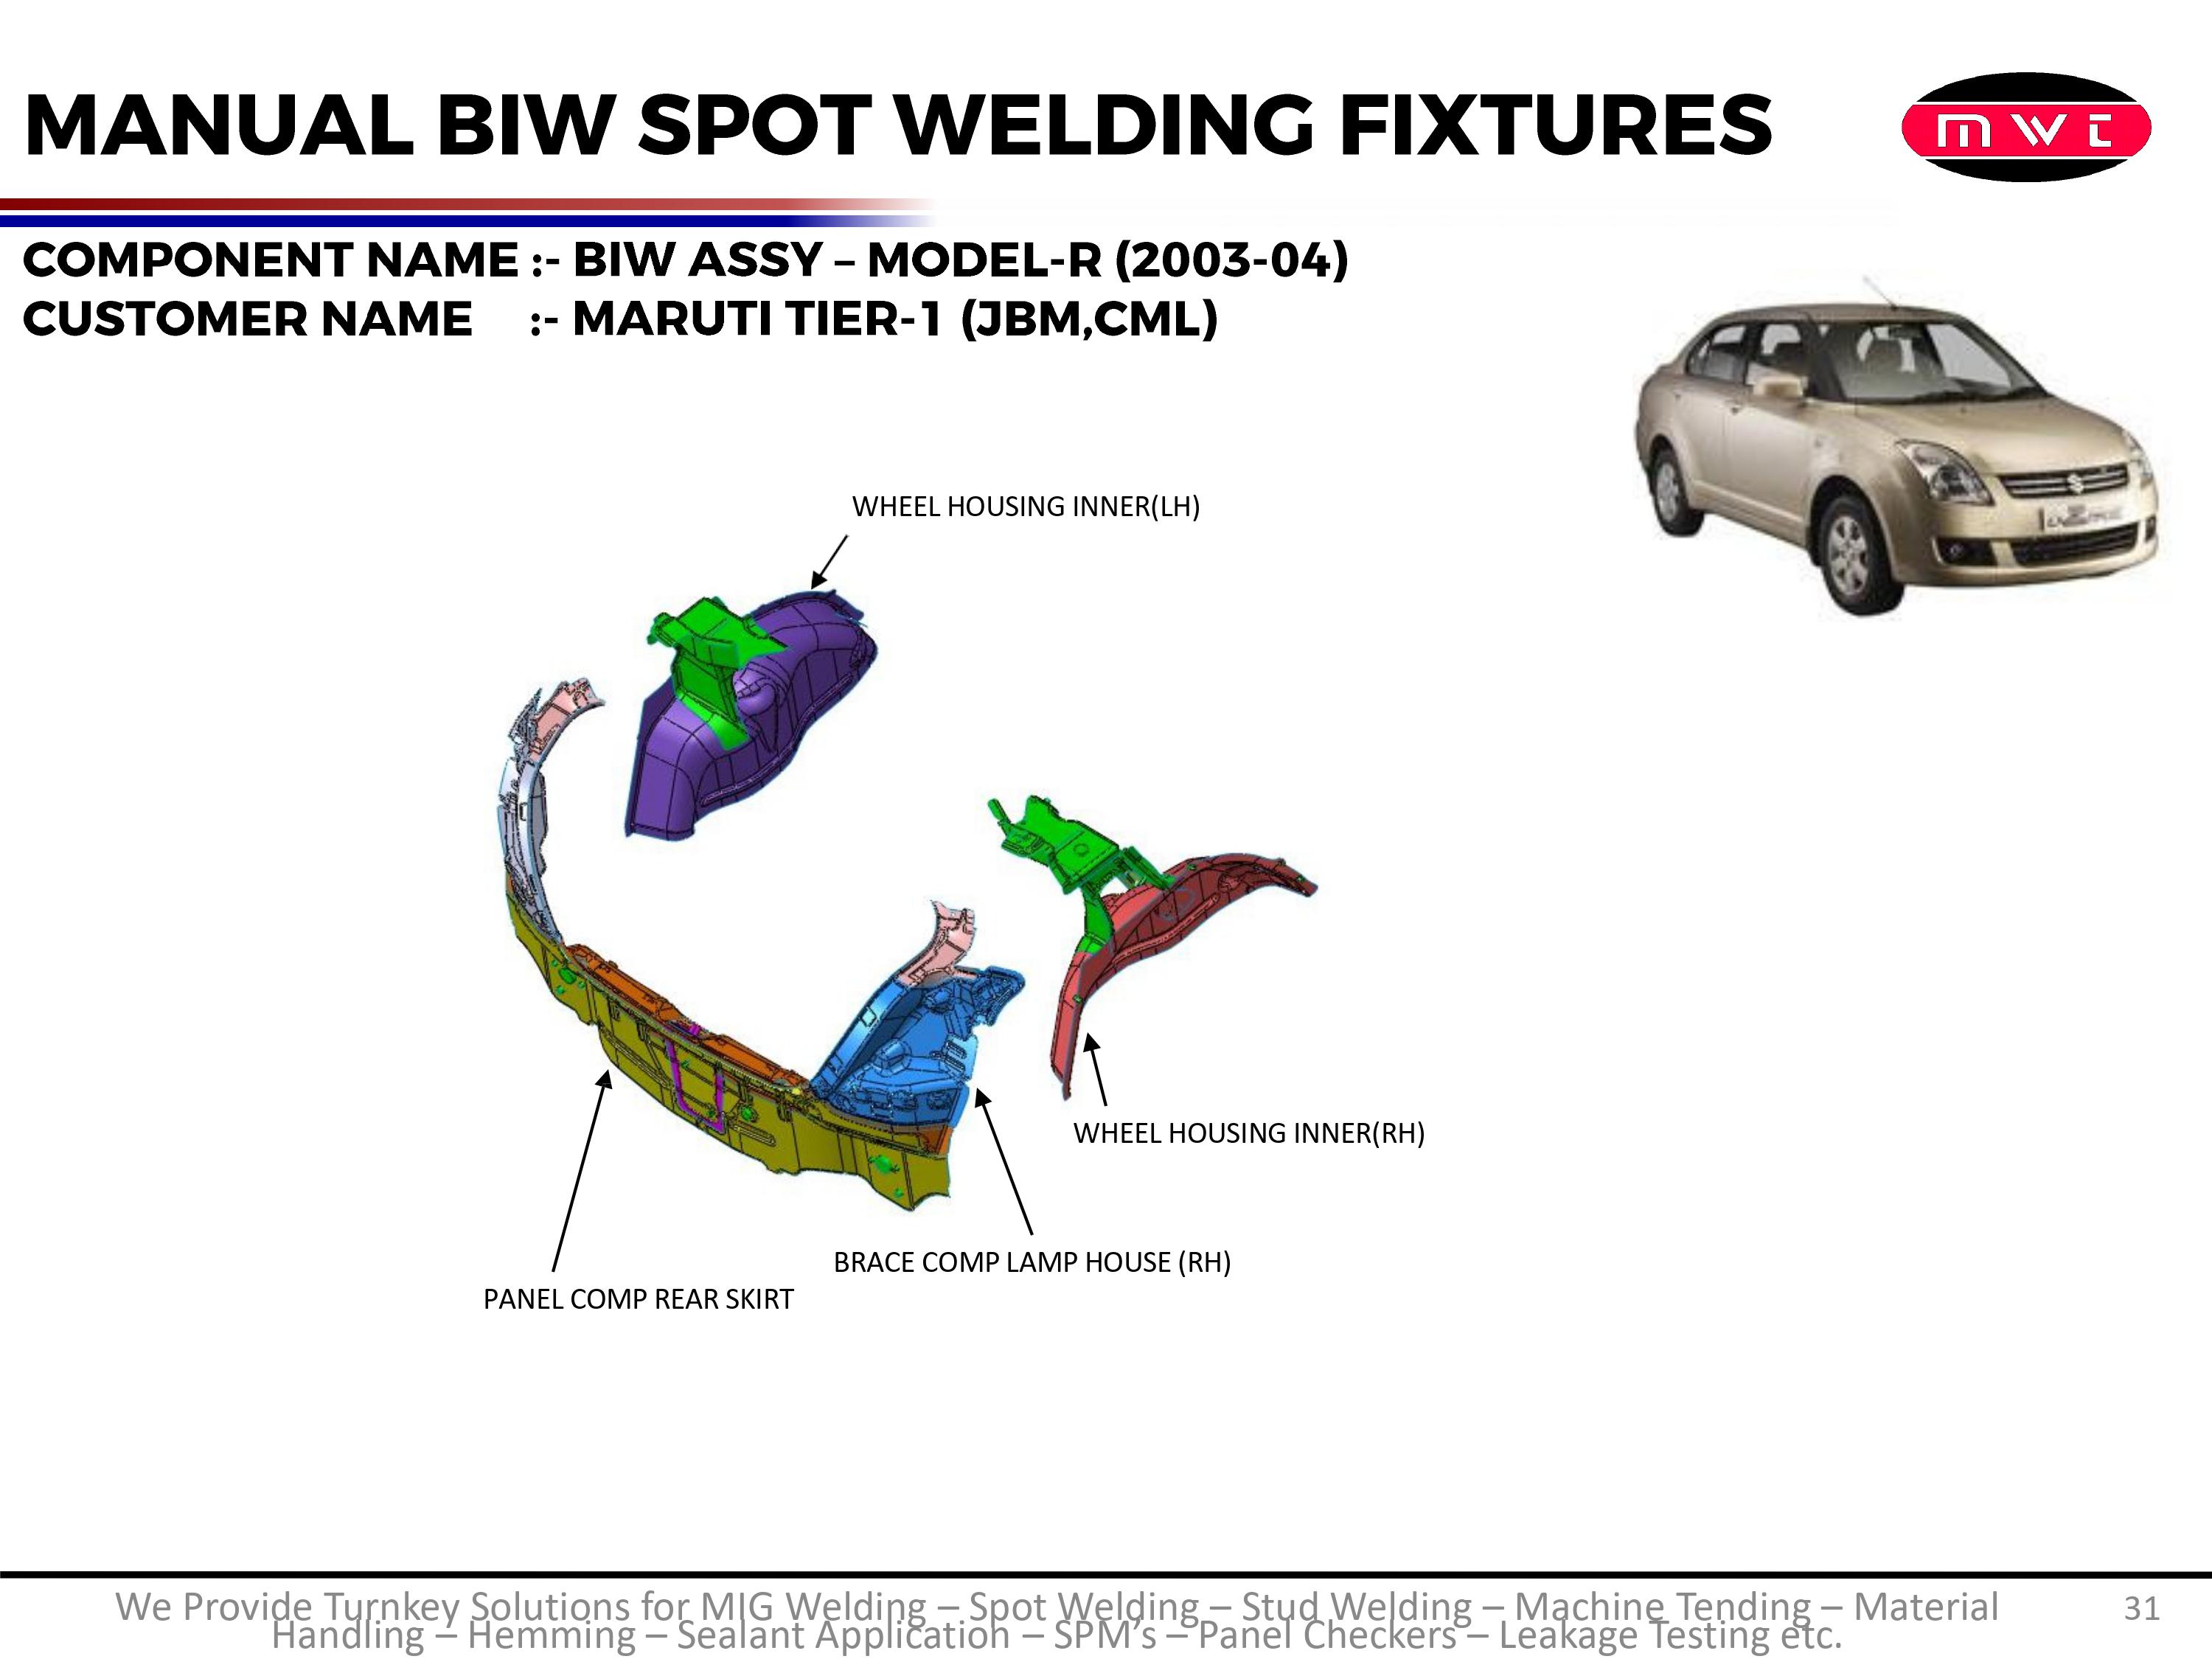 MANUAL BIW SPOT WELDING FIXTURES
mwt
COMPONENT NAME :- BIW ASSY – MODEL-R (2003-04)
CUSTOMER NAME :- MARUTI TIER-1 (JBM,CML)
WHEEL HOUSING INNER(LH)
WHEEL HOUSING INNER(RH)
BRACE COMP LAMP HOUSE (RH)
PANEL COMP REAR SKIRT
We Provide Turnkey Solutions for MIG Welding – Spot Welding – Stud Welding – Machine Tending – Material
Handling – Hemming – Sealant Application – SPM’s – Panel Checkers – Leakage Testing etc.
31